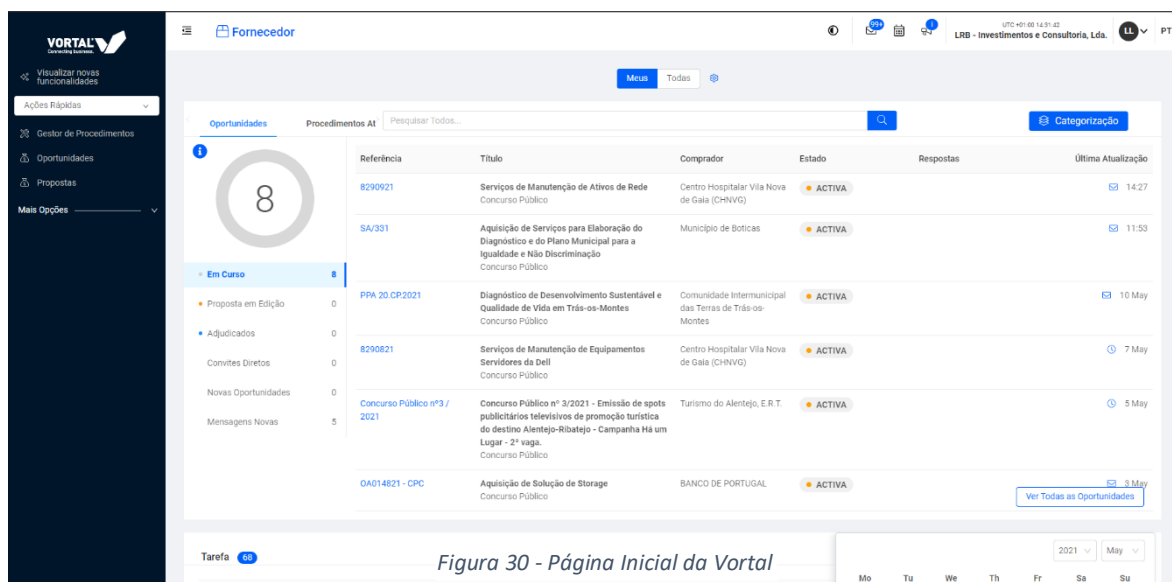 VORTAL
Connecting business.
Visualizar novas
funcionalidades
Ações Rápidas
Gestor de Procedimentos
Oportunidades
Propostas
Mais Opções
Fornecedor
99+
UTC +01:00 14:31:42
LRB - Investimentos e Consultoria, Lda.
LL
PT
Meus
Todas
Oportunidades
Procedimentos At
Pesquisar Todos...
Categorização
8
Em Curso 8
Proposta em Edição 0
Adjudicados 0
Convites Diretos 0
Novas Oportunidades 0
Mensagens Novas 5
Referência Título Comprador Estado Respostas Última Atualização
8290921 Serviços de Manutenção de Ativos de Rede Centro Hospitalar Vila Nova ACTIVA 14:27
Concurso Público de Gaia (CHNVG)
SA/331 Aquisição de Serviços para Elaboração do Município de Boticas ACTIVA 11:53
Diagnóstico e do Plano Municipal para a
Igualdade e Não Discriminação
Concurso Público
PPA 20.CP.2021 Diagnóstico de Desenvolvimento Sustentável e Comunidade Intermunicipal ACTIVA 10 May
Qualidade de Vida em Trás-os-Montes das Terras de Trás-os-
Concurso Público Montes
8290821 Serviços de Manutenção de Equipamentos Centro Hospitalar Vila Nova ACTIVA 7 May
Servidores da Dell de Gaia (CHNVG)
Concurso Público
Concurso Público nº3 / Concurso Público nº 3/2021 - Emissão de spots Turismo do Alentejo, E.R.T. ACTIVA 5 May
2021 publicitários televisivos de promoção turística
do destino Alentejo-Ribatejo - Campanha Há um
Lugar - 2ª vaga.
Concurso Público
OA014821 - CPC Aquisição de Solução de Storage BANCO DE PORTUGAL ACTIVA 3 May
Concurso Público
Ver Todas as Oportunidades
Tarefa 68
Figura 30 - Página Inicial da Vortal
2021 May
Mo Tu We Th Fr Sa Su